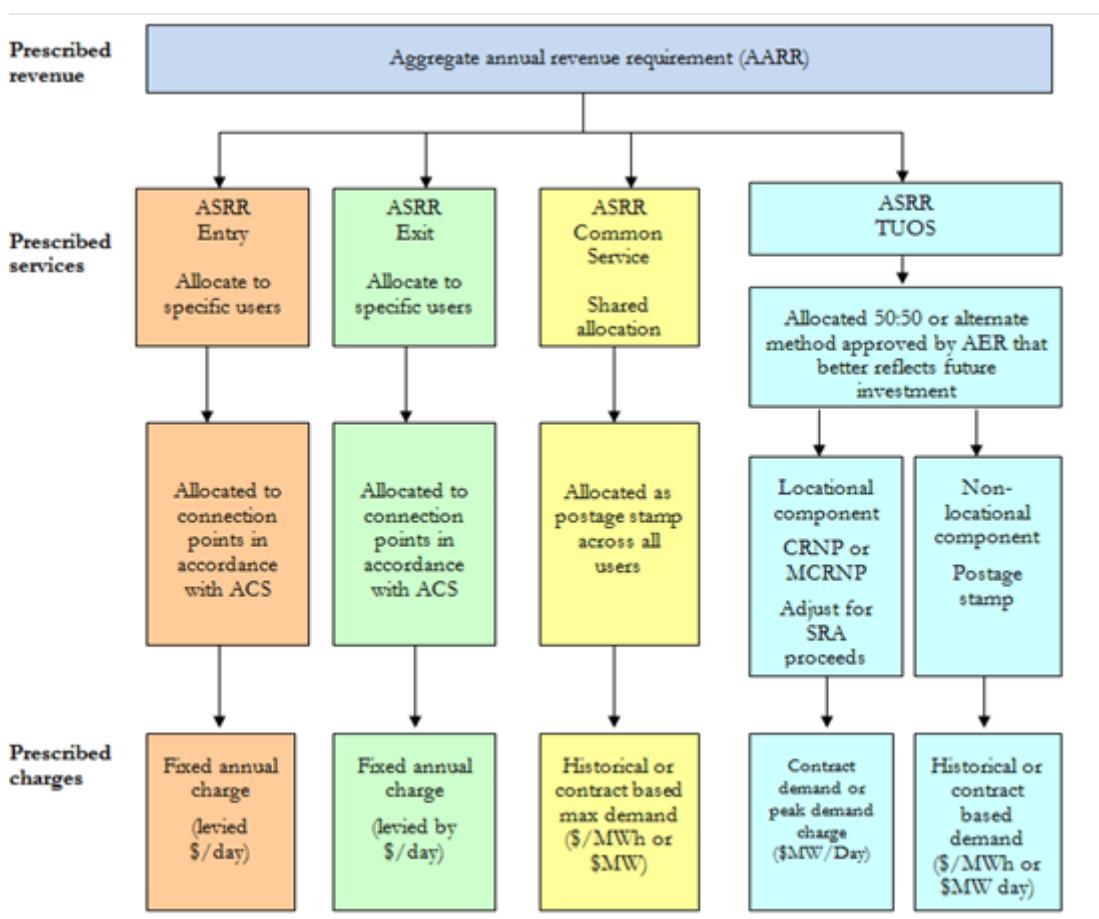 Prescribed
revenue
Aggregate annual revenue requirement (AARR)
Prescribed
services
ASRR
Entry
Allocate to
specific users
ASRR
Exit
Allocate to
specific users
ASRR
Common
Service
Shared
allocation
ASRR
TUOS
Allocated 50:50 or alternate
method approved by AER that
better reflects future
investment
Allocated to
connection
points in
accordance
with ACS
Allocated to
connection
points in
accordance
with ACS
Allocated as
postage stamp
across all
users
Locational
component
CRNP or
MCRNP
Adjust for
SRA
proceeds
Non-
locational
component
Postage
stamp
Prescribed
charges
Fixed annual
charge
(levied
$/day)
Fixed annual
charge
(levied by
$/day)
Historical or
contract based
max demand
($/MWh or
$MW)
Contract
demand or
peak demand
charge
($MW/Day)
Historical or
contract
based
demand
($/MWh or
$MW day)